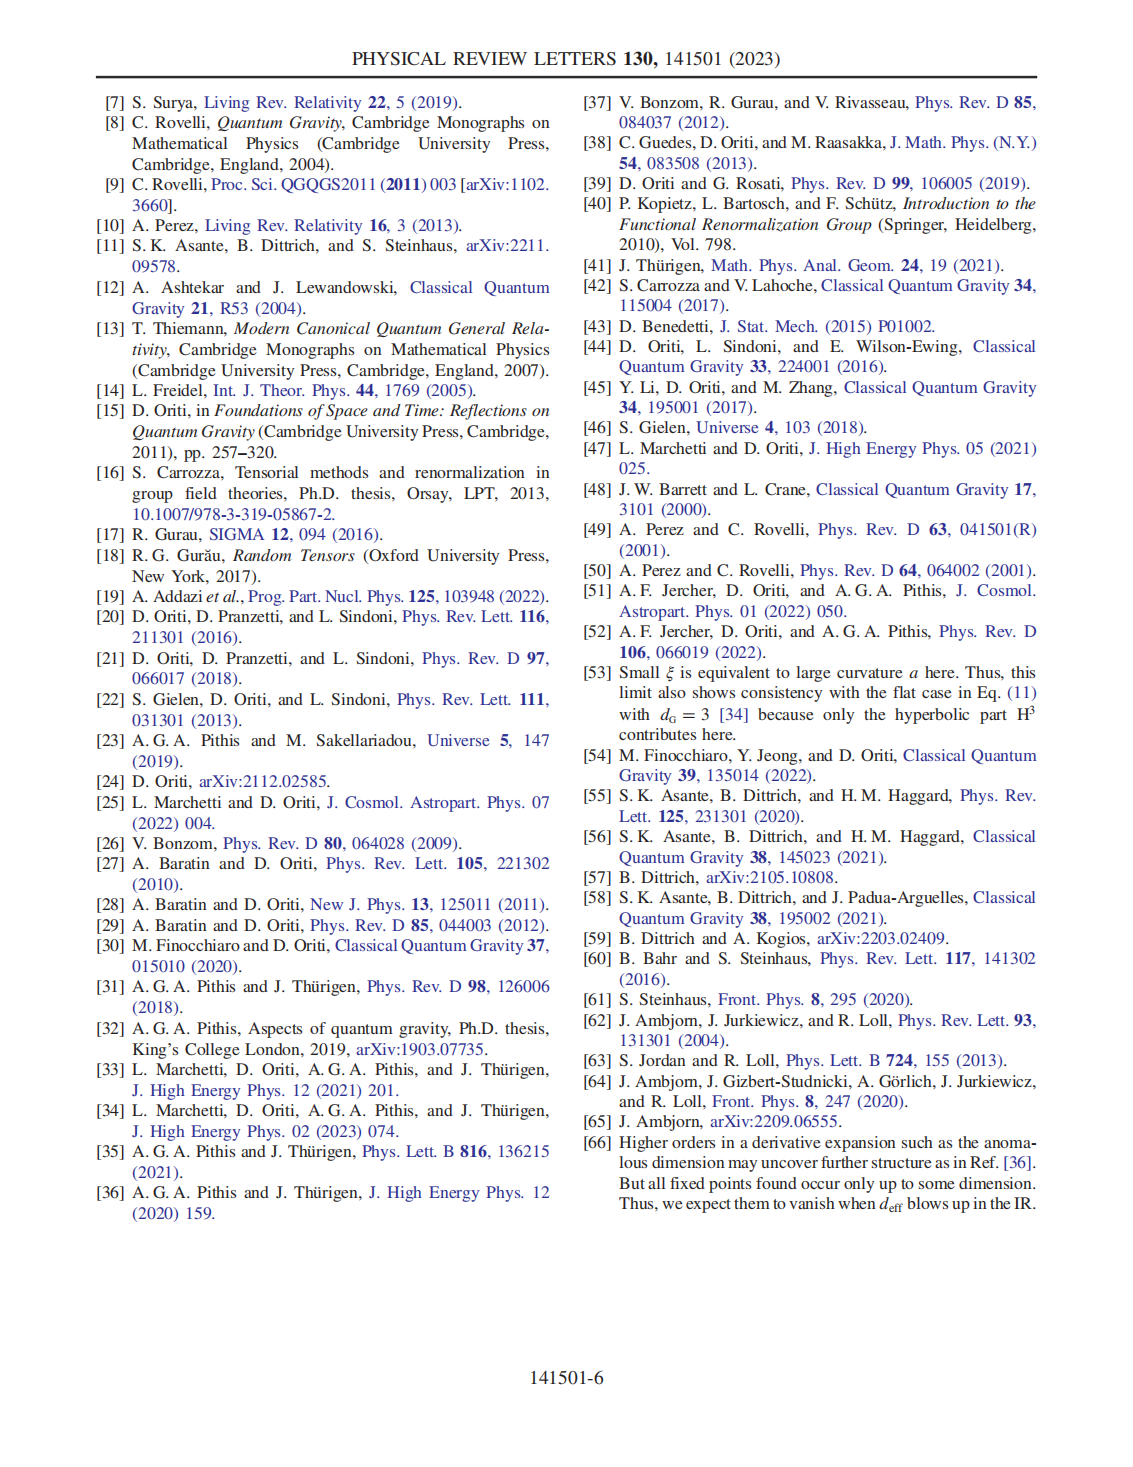 PHYSICAL REVIEW LETTERS 130, 141501 (2023)
[7] S. Surya, Living Rev. Relativity 22, 5 (2019).
[8] C. Rovelli, Quantum Gravity, Cambridge Monographs on
Mathematical Physics (Cambridge University Press,
Cambridge, England, 2004).
[9] C. Rovelli, Proc. Sci. QGQGS2011 (2011) 003 [arXiv:1102.
3660].
[10] A. Perez, Living Rev. Relativity 16, 3 (2013).
[11] S. K. Asante, B. Dittrich, and S. Steinhaus, arXiv:2211.
09578.
[12] A. Ashtekar and J. Lewandowski, Classical Quantum
Gravity 21, R53 (2004).
[13] T. Thiemann, Modern Canonical Quantum General Rela-
tivity, Cambridge Monographs on Mathematical Physics
(Cambridge University Press, Cambridge, England, 2007).
[14] L. Freidel, Int. J. Theor. Phys. 44, 1769 (2005).
[15] D. Oriti, in Foundations of Space and Time: Reflections on
Quantum Gravity (Cambridge University Press, Cambridge,
2011), pp. 257–320.
[16] S. Carrozza, Tensorial methods and renormalization in
group field theories, Ph.D. thesis, Orsay, LPT, 2013,
10.1007/978-3-319-05867-2.
[17] R. Gurau, SIGMA 12, 094 (2016).
[18] R. G. Gurău, Random Tensors (Oxford University Press,
New York, 2017).
[19] A. Addazi et al., Prog. Part. Nucl. Phys. 125, 103948 (2022).
[20] D. Oriti, D. Pranzetti, and L. Sindoni, Phys. Rev. Lett. 116,
211301 (2016).
[21] D. Oriti, D. Pranzetti, and L. Sindoni, Phys. Rev. D 97,
066017 (2018).
[22] S. Gielen, D. Oriti, and L. Sindoni, Phys. Rev. Lett. 111,
031301 (2013).
[23] A. G. A. Pithis and M. Sakellariadou, Universe 5, 147
(2019).
[24] D. Oriti, arXiv:2112.02585.
[25] L. Marchetti and D. Oriti, J. Cosmol. Astropart. Phys. 07
(2022) 004.
[26] V. Bonzom, Phys. Rev. D 80, 064028 (2009).
[27] A. Baratin and D. Oriti, Phys. Rev. Lett. 105, 221302
(2010).
[28] A. Baratin and D. Oriti, New J. Phys. 13, 125011 (2011).
[29] A. Baratin and D. Oriti, Phys. Rev. D 85, 044003 (2012).
[30] M. Finocchiaro and D. Oriti, Classical Quantum Gravity 37,
015010 (2020).
[31] A. G. A. Pithis and J. Thürigen, Phys. Rev. D 98, 126006
(2018).
[32] A. G. A. Pithis, Aspects of quantum gravity, Ph.D. thesis,
King's College London, 2019, arXiv:1903.07735.
[33] L. Marchetti, D. Oriti, A. G. A. Pithis, and J. Thürigen,
J. High Energy Phys. 12 (2021) 201.
[34] L. Marchetti, D. Oriti, A. G. A. Pithis, and J. Thürigen,
J. High Energy Phys. 02 (2023) 074.
[35] A. G. A. Pithis and J. Thürigen, Phys. Lett. B 816, 136215
(2021).
[36] A. G. A. Pithis and J. Thürigen, J. High Energy Phys. 12
(2020) 159.
[37] V. Bonzom, R. Gurau, and V. Rivasseau, Phys. Rev. D 85,
084037 (2012).
[38] C. Guedes, D. Oriti, and M. Raasakka, J. Math. Phys. (N.Y.)
54, 083508 (2013).
[39] D. Oriti and G. Rosati, Phys. Rev. D 99, 106005 (2019).
[40] P. Kopietz, L. Bartosch, and F. Schütz, Introduction to the
Functional Renormalization Group (Springer, Heidelberg,
2010), Vol. 798.
[41] J. Thürigen, Math. Phys. Anal. Geom. 24, 19 (2021).
[42] S. Carrozza and V. Lahoche, Classical Quantum Gravity 34,
115004 (2017).
[43] D. Benedetti, J. Stat. Mech. (2015) P01002.
[44] D. Oriti, L. Sindoni, and E. Wilson-Ewing, Classical
Quantum Gravity 33, 224001 (2016).
[45] Y. Li, D. Oriti, and M. Zhang, Classical Quantum Gravity
34, 195001 (2017).
[46] S. Gielen, Universe 4, 103 (2018).
[47] L. Marchetti and D. Oriti, J. High Energy Phys. 05 (2021)
025.
[48] J. W. Barrett and L. Crane, Classical Quantum Gravity 17,
3101 (2000).
[49] A. Perez and C. Rovelli, Phys. Rev. D 63, 041501(R)
(2001).
[50] A. Perez and C. Rovelli, Phys. Rev. D 64, 064002 (2001).
[51] A. F. Jercher, D. Oriti, and A. G. A. Pithis, J. Cosmol.
Astropart. Phys. 01 (2022) 050.
[52] A. F. Jercher, D. Oriti, and A. G. A. Pithis, Phys. Rev. D
106, 066019 (2022).
[53] Small ξ is equivalent to large curvature a here. Thus, this
limit also shows consistency with the flat case in Eq. (11)
with d_G = 3 [34] because only the hyperbolic part H³
contributes here.
[54] M. Finocchiaro, Y. Jeong, and D. Oriti, Classical Quantum
Gravity 39, 135014 (2022).
[55] S. K. Asante, B. Dittrich, and H. M. Haggard, Phys. Rev.
Lett. 125, 231301 (2020).
[56] S. K. Asante, B. Dittrich, and H. M. Haggard, Classical
Quantum Gravity 38, 145023 (2021).
[57] B. Dittrich, arXiv:2105.10808.
[58] S. K. Asante, B. Dittrich, and J. Padua-Arguelles, Classical
Quantum Gravity 38, 195002 (2021).
[59] B. Dittrich and A. Kogios, arXiv:2203.02409.
[60] B. Bahr and S. Steinhaus, Phys. Rev. Lett. 117, 141302
(2016).
[61] S. Steinhaus, Front. Phys. 8, 295 (2020).
[62] J. Ambjorn, J. Jurkiewicz, and R. Loll, Phys. Rev. Lett. 93,
131301 (2004).
[63] S. Jordan and R. Loll, Phys. Lett. B 724, 155 (2013).
[64] J. Ambjorn, J. Gizbert-Studnicki, A. Görlich, J. Jurkiewicz,
and R. Loll, Front. Phys. 8, 247 (2020).
[65] J. Ambjorn, arXiv:2209.06555.
[66] Higher orders in a derivative expansion such as the anoma-
lous dimension may uncover further structure as in Ref. [36].
But all fixed points found occur only up to some dimension.
Thus, we expect them to vanish when d_eff blows up in the IR.
141501-6